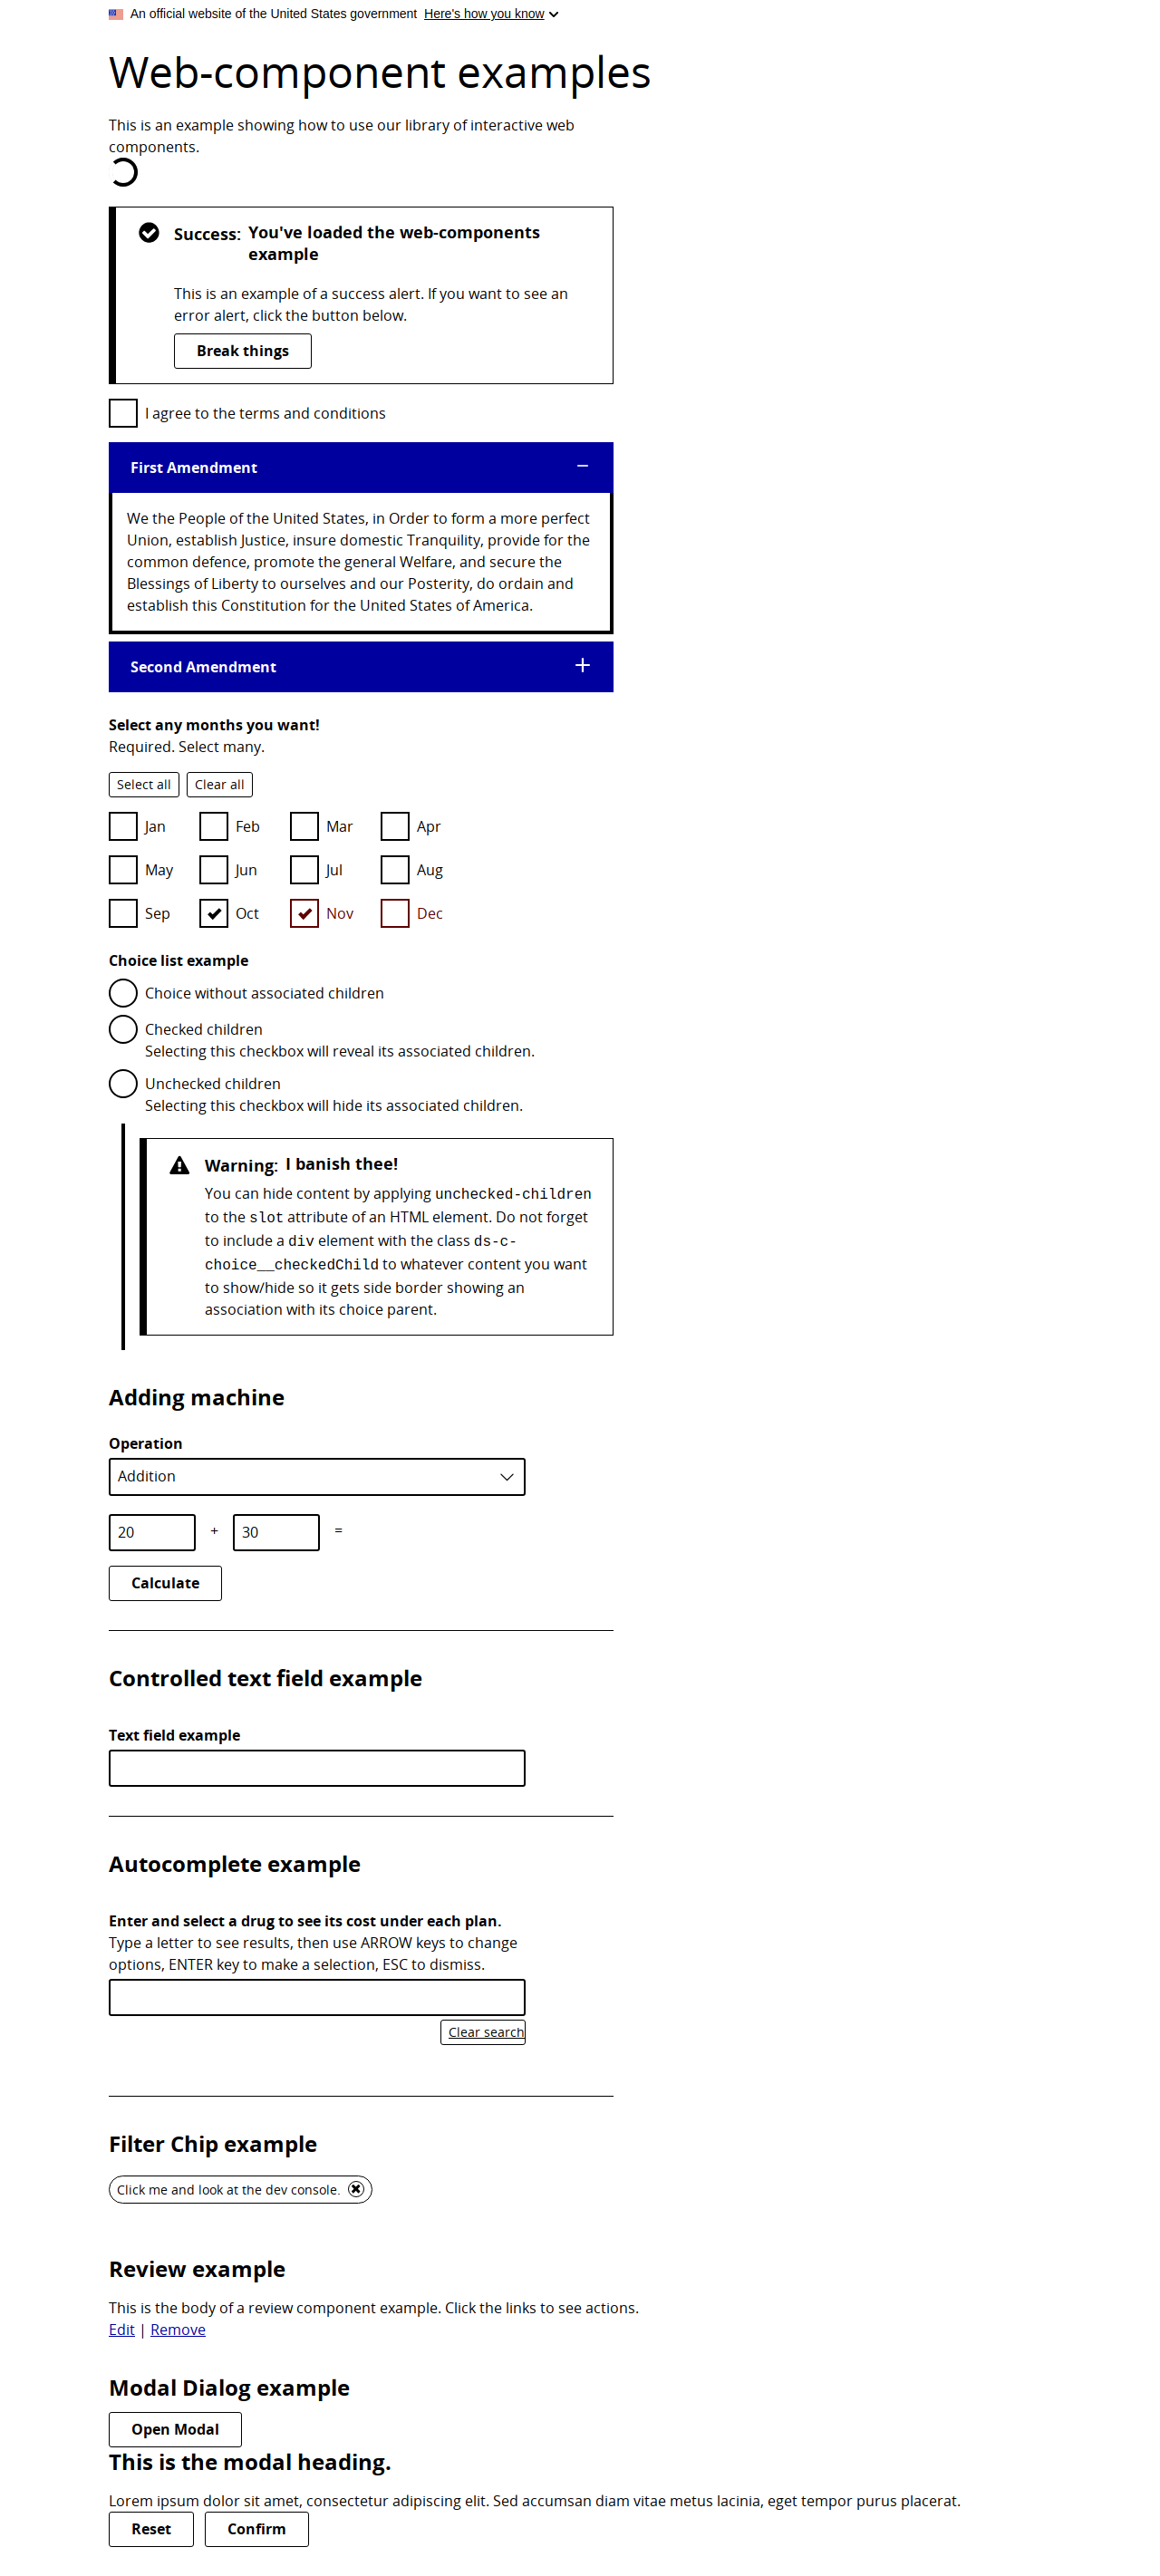 An official website of the United States government Here's how you know
Web-component examples
This is an example showing how to use our library of interactive web
components.
Success: You've loaded the web-components
example
This is an example of a success alert. If you want to see an
error alert, click the button below.
Break things
I agree to the terms and conditions
First Amendment
We the People of the United States, in Order to form a more perfect
Union, establish Justice, insure domestic Tranquility, provide for the
common defence, promote the general Welfare, and secure the
Blessings of Liberty to ourselves and our Posterity, do ordain and
establish this Constitution for the United States of America.
Second Amendment
Select any months you want!
Required. Select many.
Select all Clear all
Jan Feb Mar Apr
May Jun Jul Aug
Sep Oct Nov Dec
Choice list example
Choice without associated children
Checked children
Selecting this checkbox will reveal its associated children.
Unchecked children
Selecting this checkbox will hide its associated children.
Warning: I banish thee!
You can hide content by applying unchecked-children
to the slot attribute of an HTML element. Do not forget
to include a div element with the class ds-c-
choice__checkedChild to whatever content you want
to show/hide so it gets side border showing an
association with its choice parent.
Adding machine
Operation
Addition
20 + 30 =
Calculate
Controlled text field example
Text field example
Autocomplete example
Enter and select a drug to see its cost under each plan.
Type a letter to see results, then use ARROW keys to change
options, ENTER key to make a selection, ESC to dismiss.
Clear search
Filter Chip example
Click me and look at the dev console.
Review example
This is the body of a review component example. Click the links to see actions.
Edit | Remove
Modal Dialog example
Open Modal
This is the modal heading.
Lorem ipsum dolor sit amet, consectetur adipiscing elit. Sed accumsan diam vitae metus lacinia, eget tempor purus placerat.
Reset Confirm